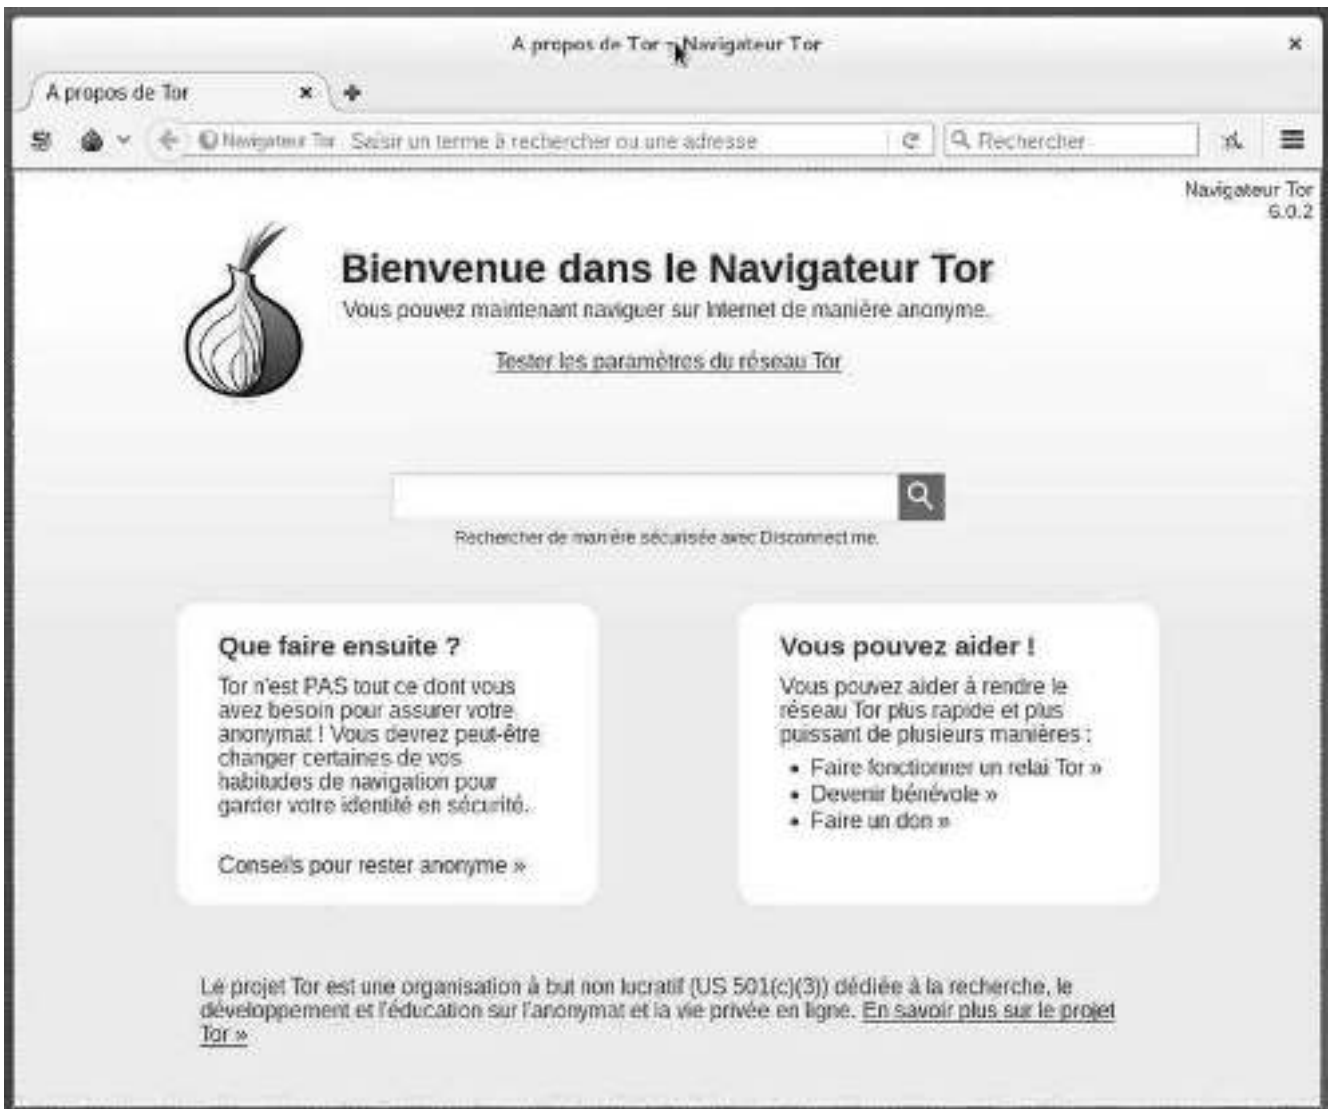 A propos de Tor - Navigateur Tor
A propos de Tor
Navigateur Tor Saisir un terme à rechercher ou une adresse
Rechercher
Navigateur Tor
6.0.2
Bienvenue dans le Navigateur Tor
Vous pouvez maintenant naviguer sur Internet de manière anonyme.
Tester les paramètres du réseau Tor
Rechercher de manière sécurisée avec Disconnect.me.
Que faire ensuite ?
Tor n'est PAS tout ce dont vous
avez besoin pour assurer votre
anonymat ! Vous devrez peut-être
changer certaines de vos
habitudes de navigation pour
garder votre identité en sécurité.
Conseils pour rester anonyme »
Vous pouvez aider !
Vous pouvez aider à rendre le
réseau Tor plus rapide et plus
puissant de plusieurs manières :
• Faire fonctionner un relai Tor »
• Devenir bénévole »
• Faire un don »
Le projet Tor est une organisation à but non lucratif (US 501(c)(3)) dédiée à la recherche, le
développement et l'éducation sur l'anonymat et la vie privée en ligne. En savoir plus sur le projet
Tor »